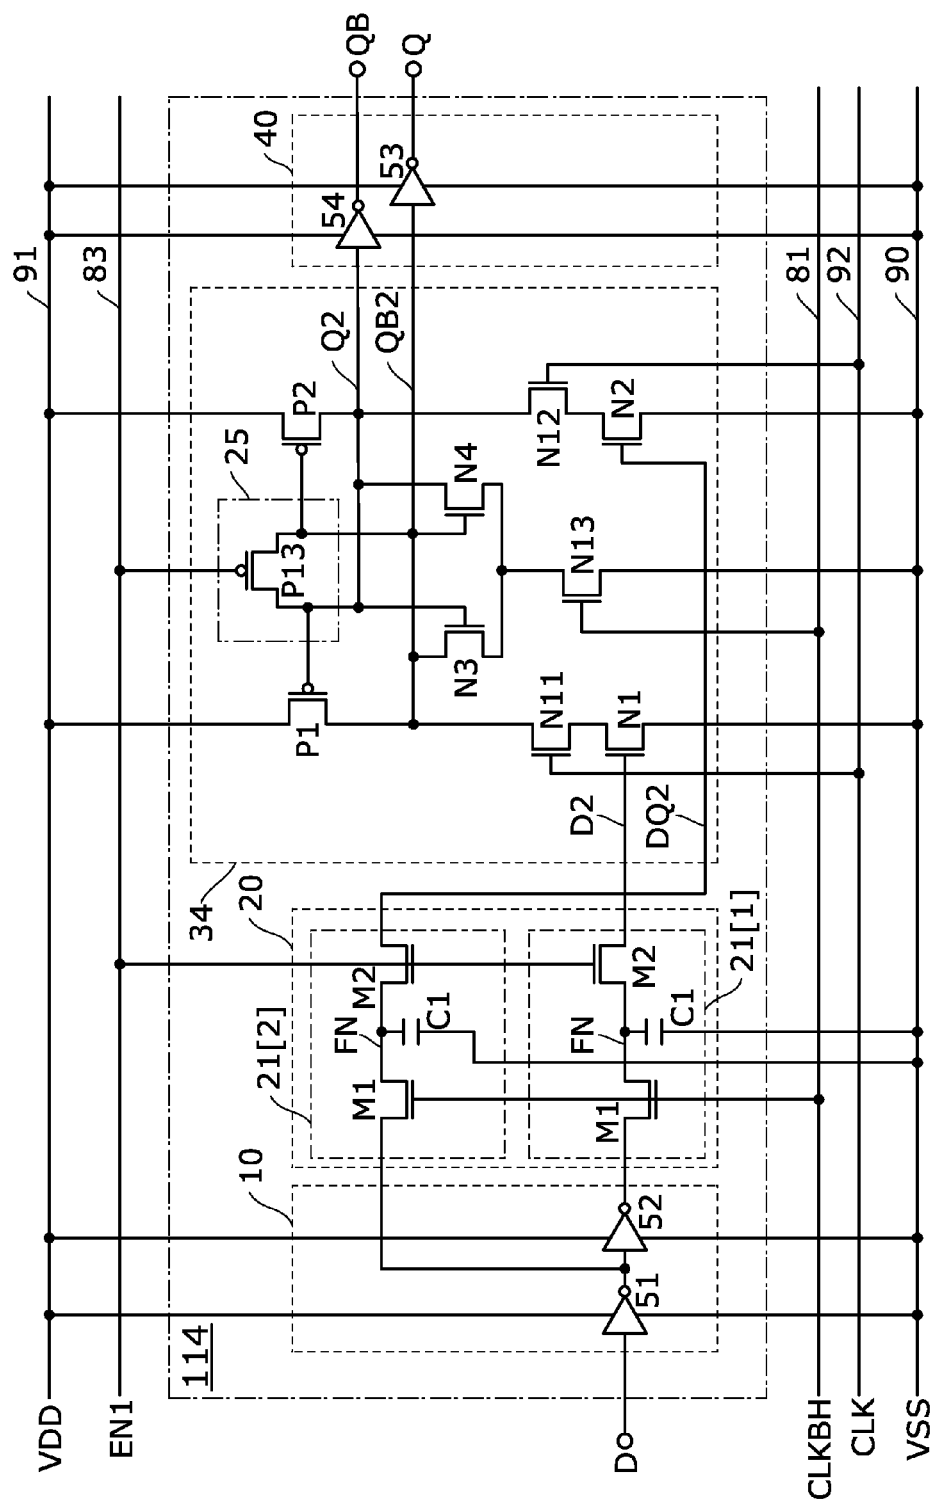 VDD
91
EN1
83
114
10
20
34
25
40
21[2]
M1
FN
M2
C1
21[1]
M1
FN
M2
C1
D
51
52
D2
DQ2
P1
P13
P2
N3
N4
N11
N1
N13
N12
N2
Q2
QB2
54
53
QB
Q
CLKBH
81
CLK
92
VSS
90